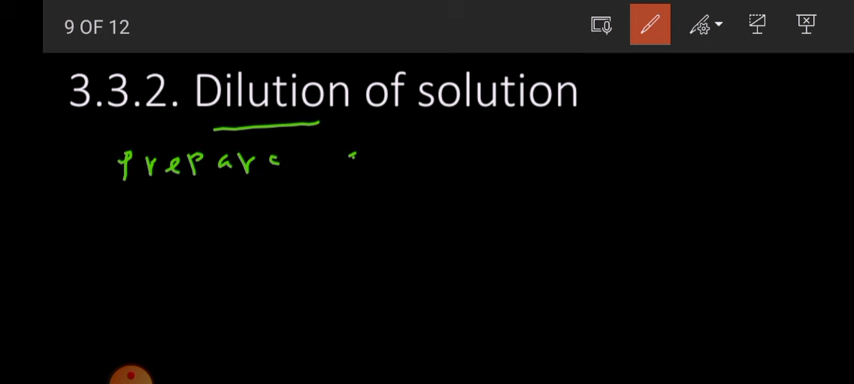 9 OF 12
3.3.2. Dilution of solution
prepare